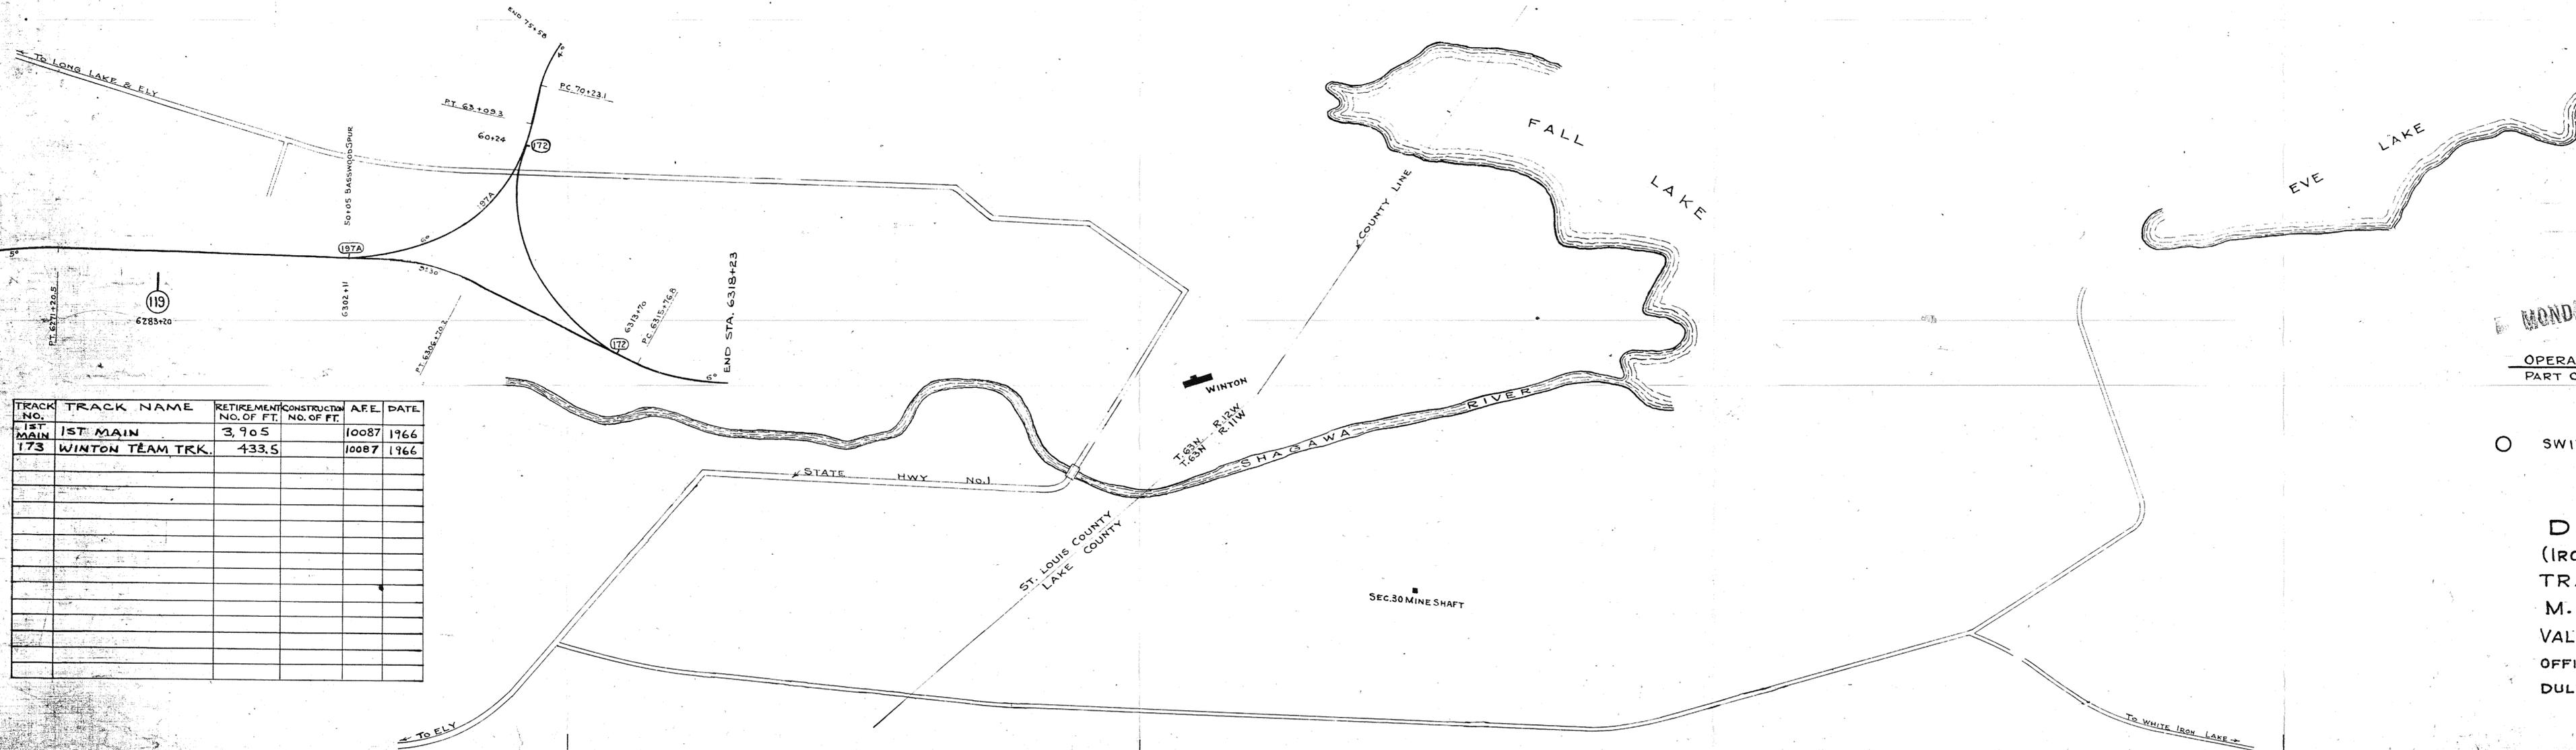 END 75+58
4°
TO LONG LAKE & ELY
PC 70+23.1
PT. 63+09.3
60+24
172
50+05 BASSWOOD SPUR
197A
197A
6°
5°
5°30
119
6283+20
PT. 6271+20.5
6302+11
PT. 6306+70.2
6313+70
P.C. 6315+76.8
172
6°
END STA. 6318+23
FALL
LAKE
COUNTY LINE
EVE LAKE
WINTON
T.63N. R.12W
T.63N R.11W
SHAGAWA RIVER
STATE HWY No.1
ST. LOUIS COUNTY
LAKE COUNTY
SEC.30 MINE SHAFT
TO ELY
TO WHITE IRON LAKE
TRACK NO. TRACK NAME RETIREMENT NO. OF FT. CONSTRUCTION NO. OF FT. A.F.E. DATE
1ST MAIN 1ST MAIN 3,905 10087 1966
173 WINTON TEAM TRK. 433.5 10087 1966
MOND
OPERA
PART O
SWI
D
(IRO
TR
M.
VAL
OFFI
DUL